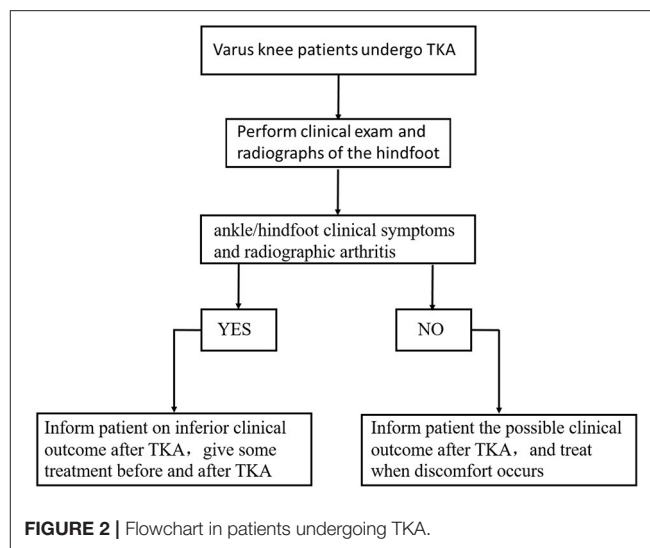 Varus knee patients undergo TKA
Perform clinical exam and
radiographs of the hindfoot
ankle/hindfoot clinical symptoms
and radiographic arthritis
YES
NO
Inform patient on inferior clinical
outcome after TKA，give some
treatment before and after TKA
Inform patient the possible clinical
outcome after TKA，and treat
when discomfort occurs
FIGURE 2 | Flowchart in patients undergoing TKA.